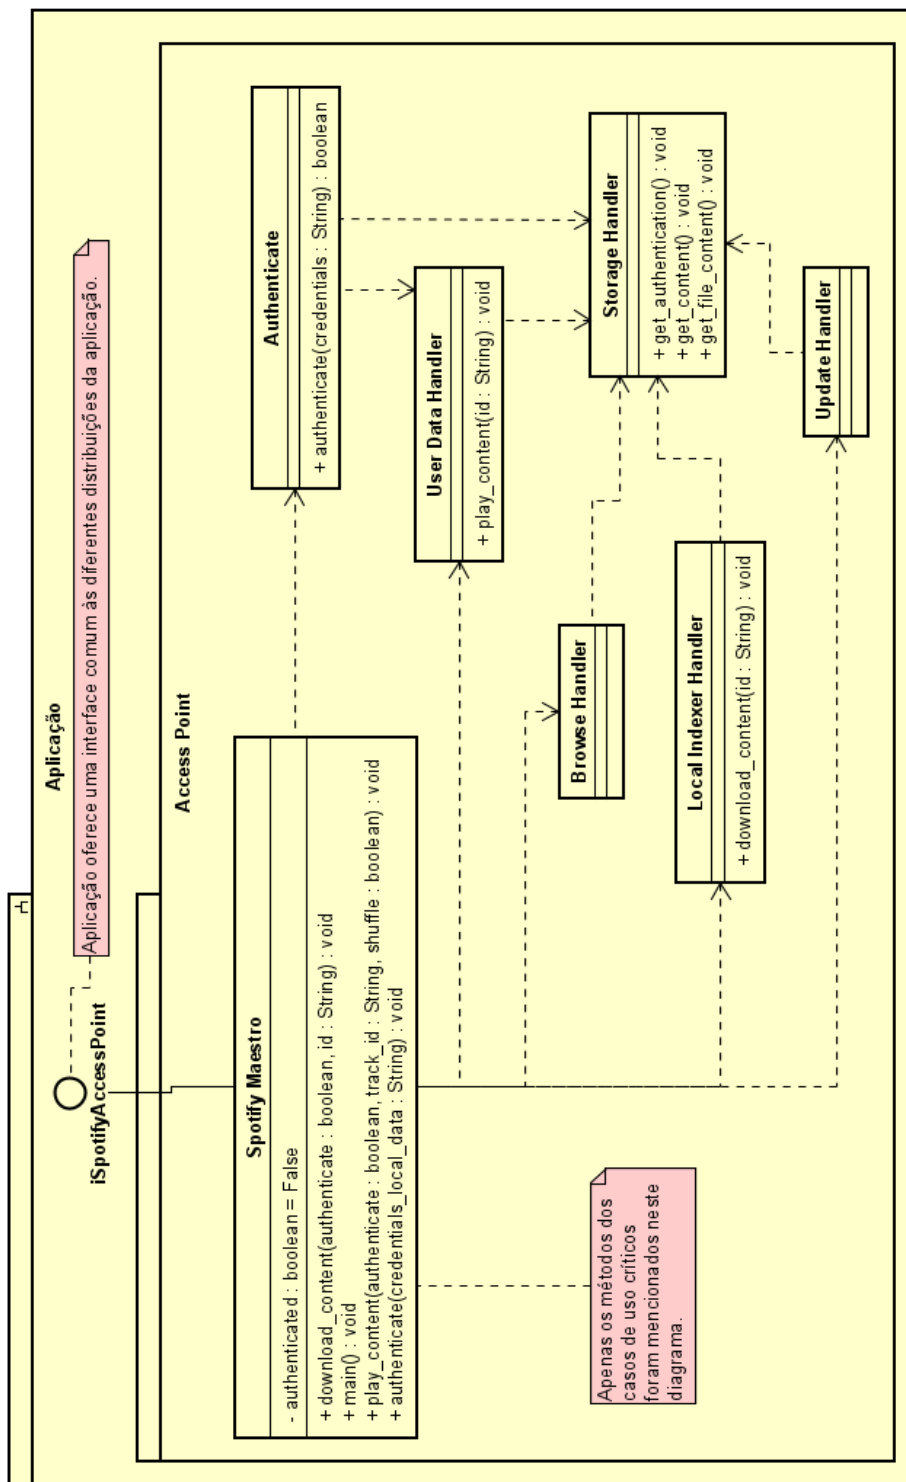 Aplicação
Aplicação oferece uma interface comum às diferentes distribuições da aplicação.
iSpotifyAccessPoint
Access Point
Spotify Maestro
- authenticated : boolean = False
+ download_content(authenticate : boolean, id : String) : void
+ main() : void
+ play_content(authenticate : boolean, track_id : String, shuffle : boolean) : void
+ authenticate(credentials_local_data : String) : void
Authenticate
+ authenticate(credentials : String) : boolean
User Data Handler
+ play_content(id : String) : void
Browse Handler
Storage Handler
+ get_authentication() : void
+ get_content() : void
+ get_file_content() : void
Local Indexer Handler
+ download_content(id : String) : void
Update Handler
Apenas os métodos dos
casos de uso críticos
foram mencionados neste
diagrama.